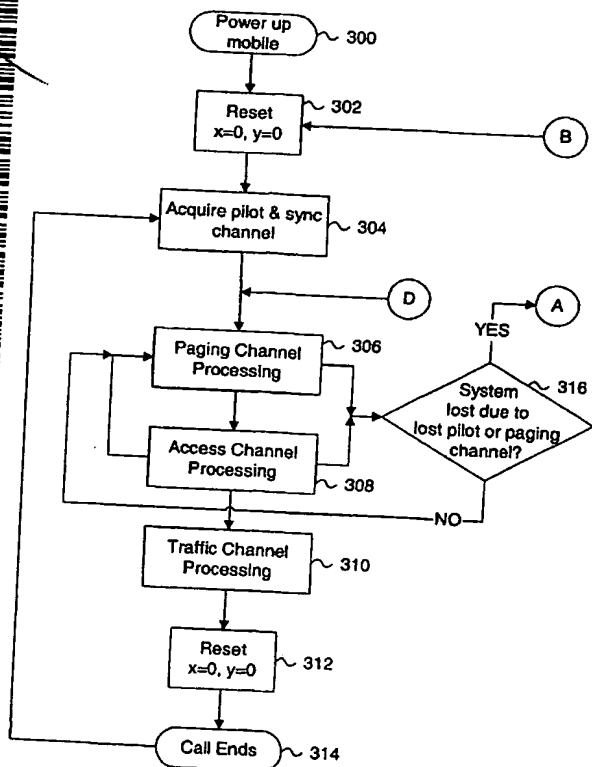 Power up
mobile
300
302
Reset
x=0, y=0
B
Acquire pilot & sync
channel
304
D
A
YES
306
Paging Channel
Processing
316
System
lost due to
lost pilot or paging
channel?
Access Channel
Processing
308
NO
Traffic Channel
Processing
310
Reset
x=0, y=0
312
Call Ends
314